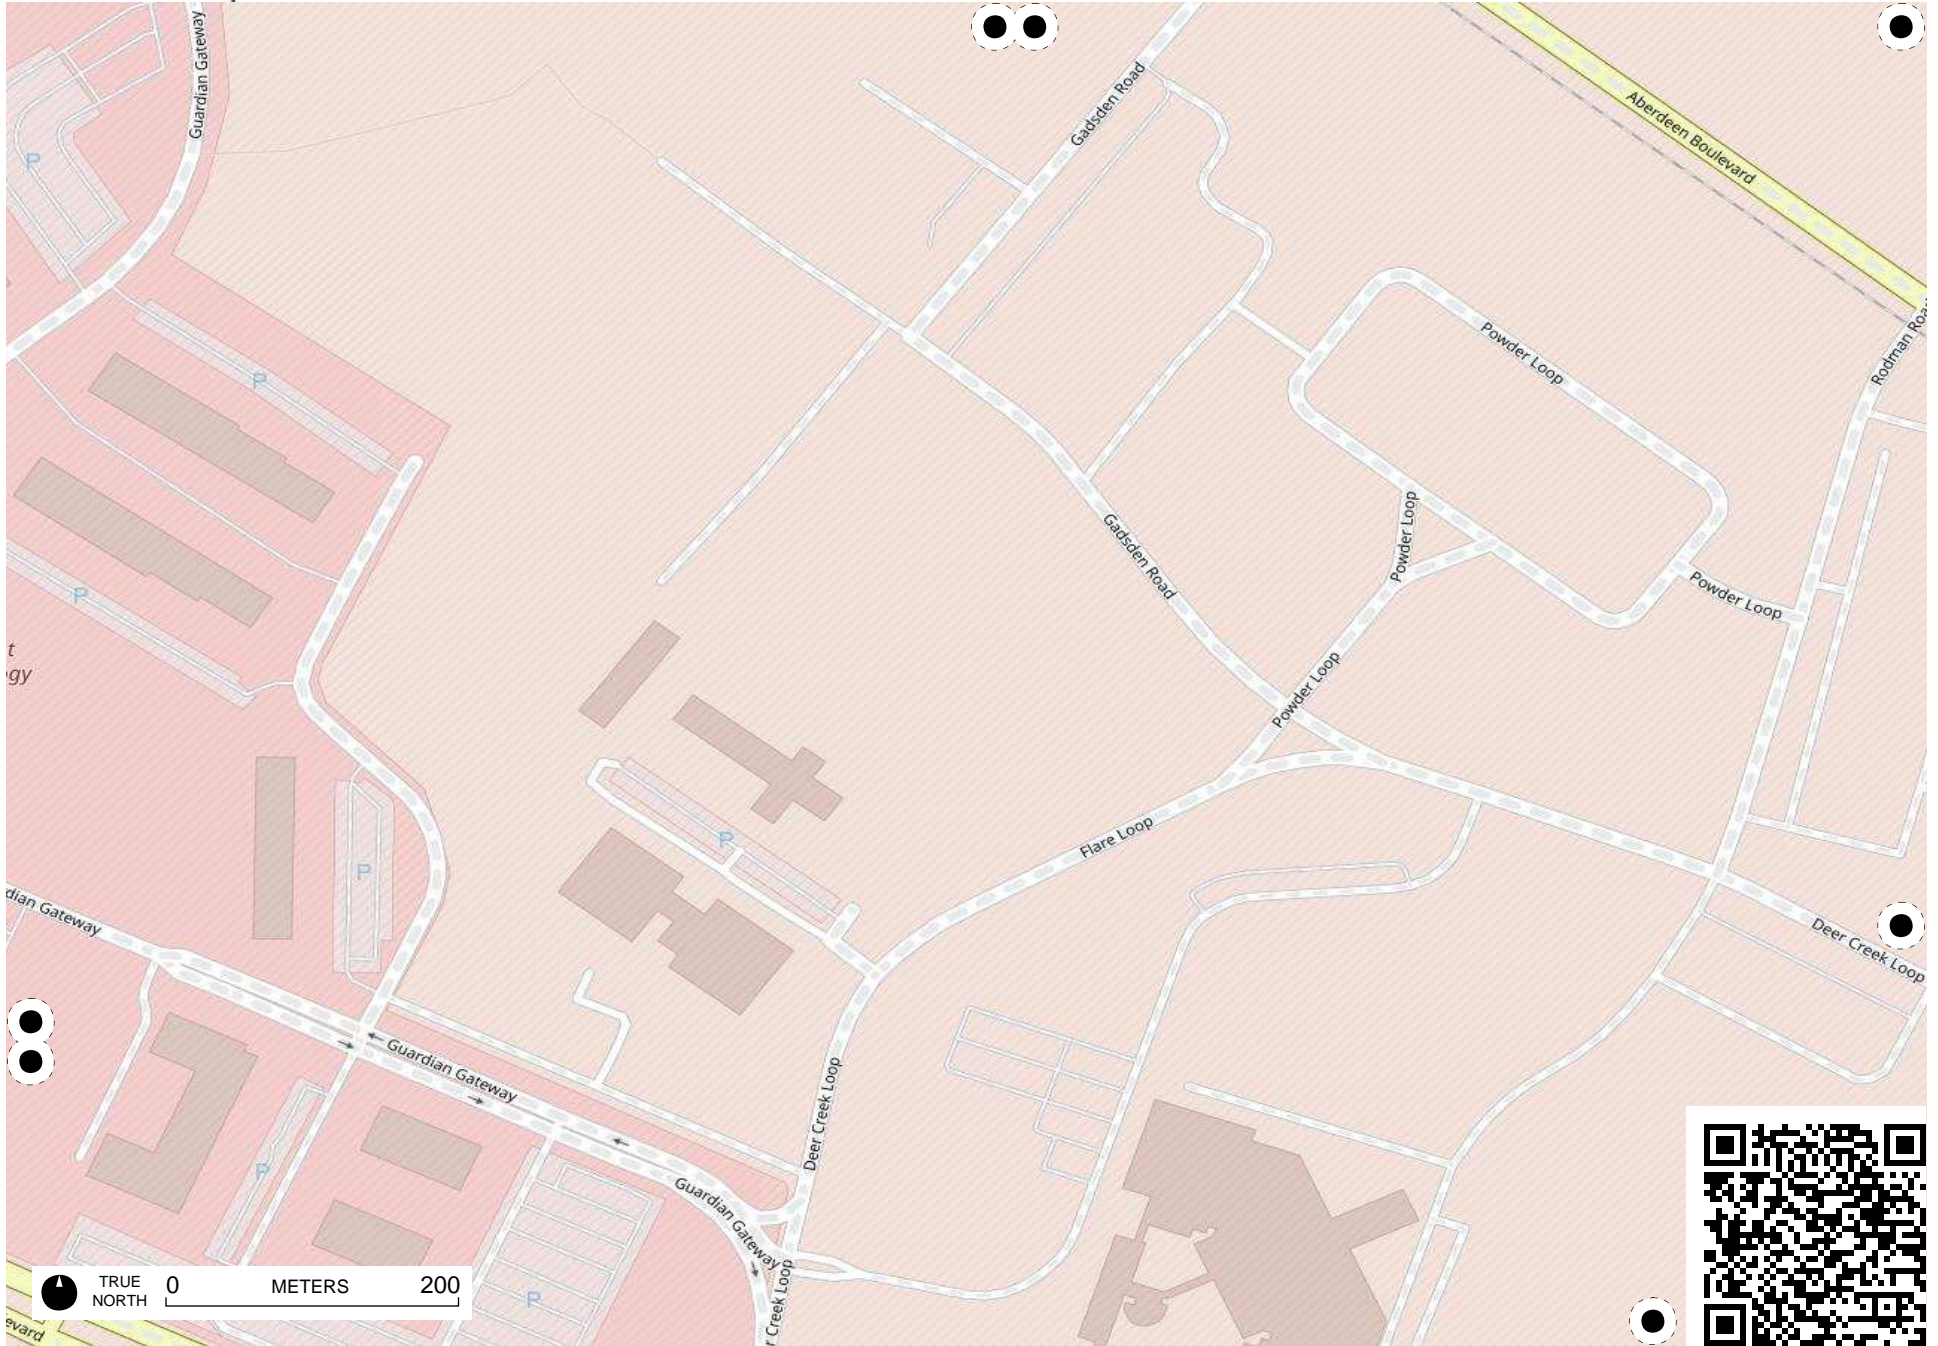 Guardian Gateway
Gadsden Road
Aberdeen Boulevard
P
Rodman Road
Powder Loop
P
Powder Loop
Gadsden Road
P
Powder Loop
t
gy
Powder Loop
P
Flare Loop
P
dian Gateway
Deer Creek Loop
Guardian Gateway
Deer Creek Loop
P
Guardian Gateway
TRUE
NORTH
0 METERS 200
P
r Creek Loop
evard